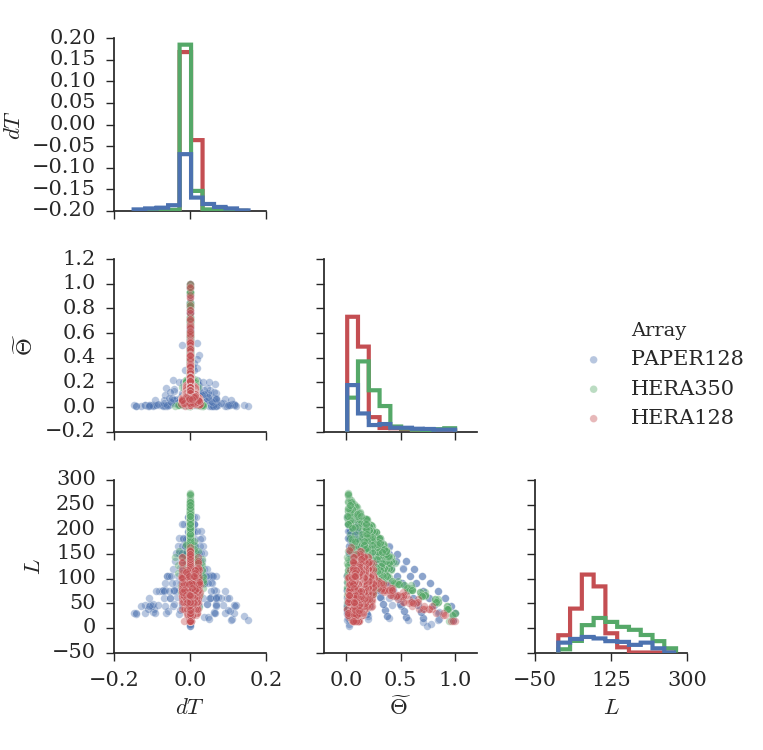 0.20
0.15
0.10
0.05
0.00
−0.05
−0.10
−0.15
−0.20
dT
1.2
1.0
0.8
0.6
0.4
0.2
0.0
−0.2
Θ̃
Array
PAPER128
HERA350
HERA128
300
250
200
150
100
50
0
−50
L
−0.2 0.0 0.2
dT
0.0 0.5 1.0
Θ̃
−50 125 300
L